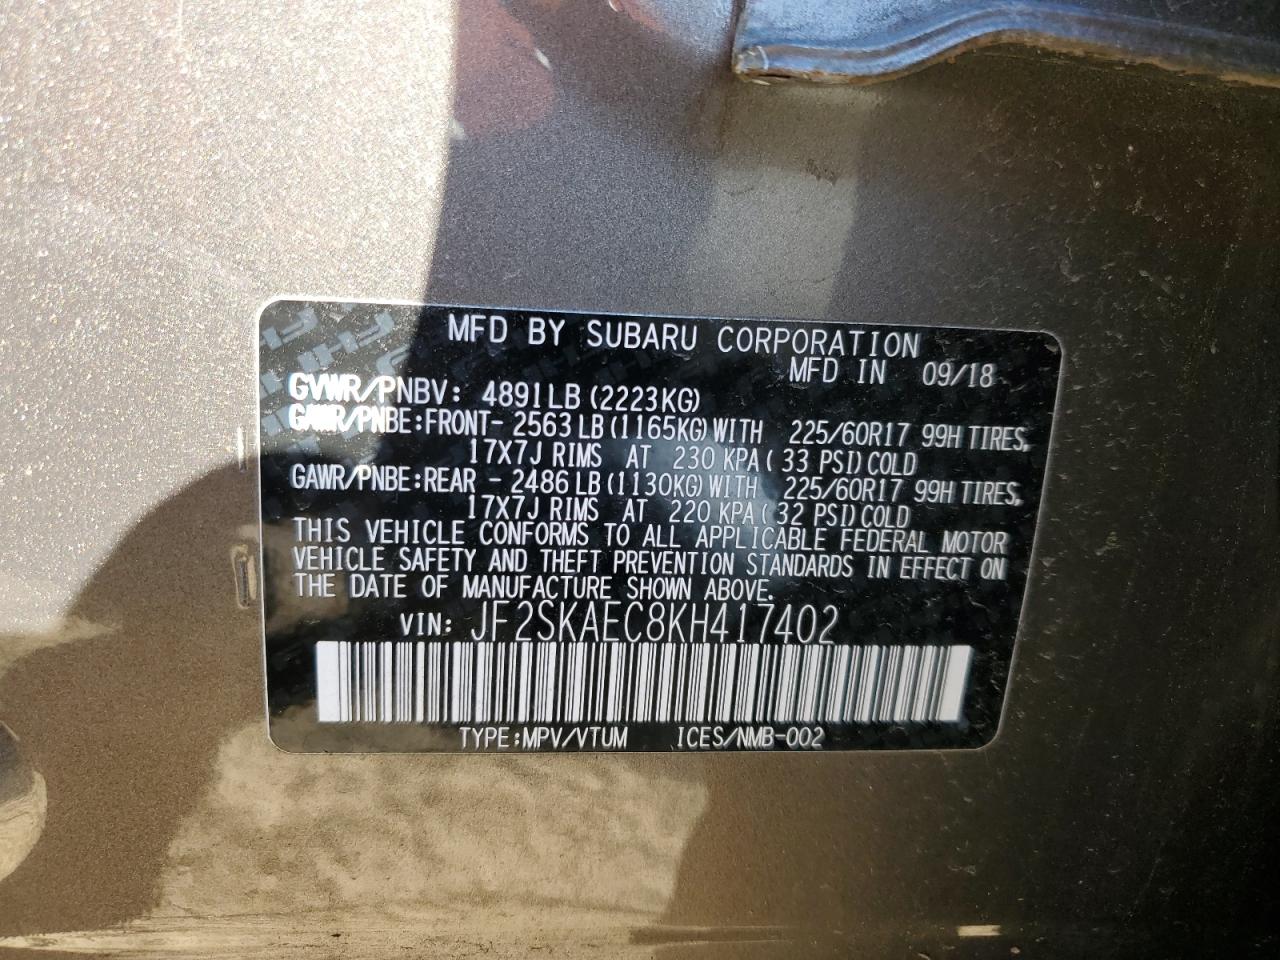 MFD BY SUBARU CORPORATION
MFD IN 09/18
GVWR/PNBV: 4891LB (2223KG)
GAWR/PNBE:FRONT- 2563 LB (1165KG) WITH 225/60R17 99H TIRES,
17X7J RIMS AT 230 KPA ( 33 PSI) COLD
GAWR/PNBE:REAR - 2486 LB (1130KG) WITH 225/60R17 99H TIRES,
17X7J RIMS AT 220 KPA ( 32 PSI) COLD
THIS VEHICLE CONFORMS TO ALL APPLICABLE FEDERAL MOTOR
VEHICLE SAFETY AND THEFT PREVENTION STANDARDS IN EFFECT ON
THE DATE OF MANUFACTURE SHOWN ABOVE.
VIN: JF2SKAEC8KH417402
TYPE:MPV/VTUM ICES/NMB-002